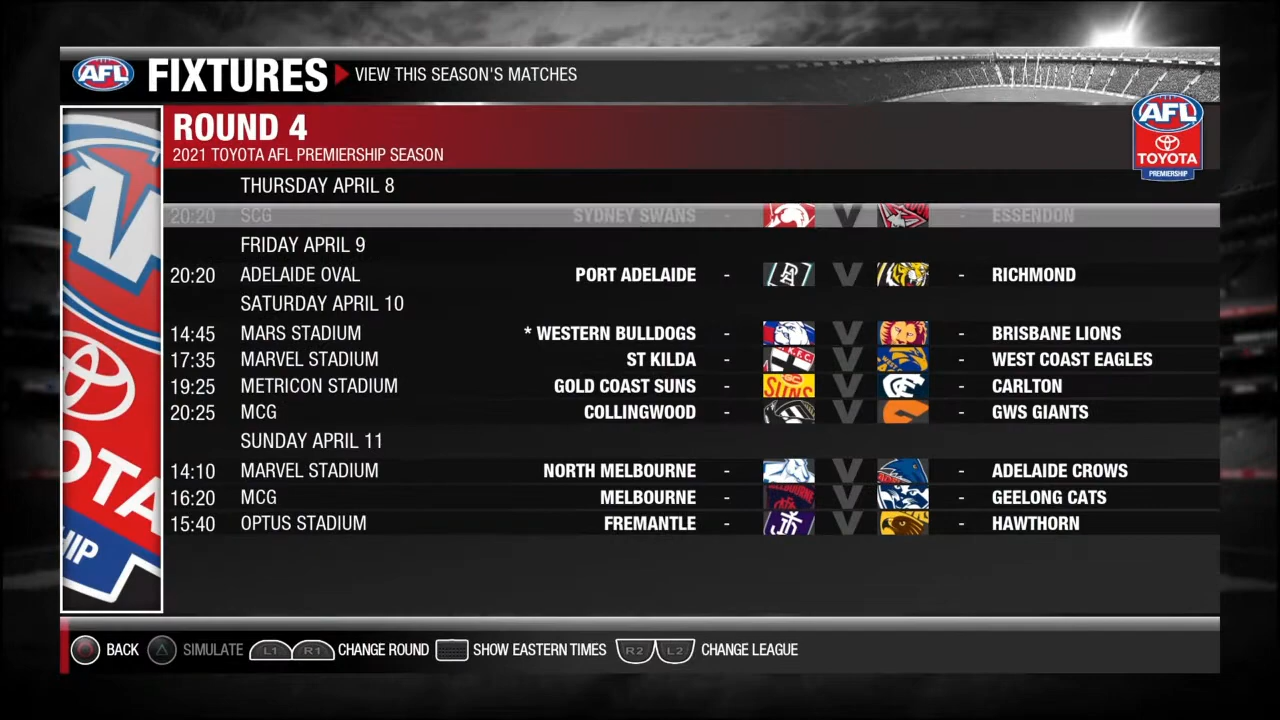 AFL FIXTURES VIEW THIS SEASON'S MATCHES
ROUND 4
2021 TOYOTA AFL PREMIERSHIP SEASON
AFL
TOYOTA
PREMIERSHIP
THURSDAY APRIL 8
20:20 SCG SYDNEY SWANS - V - ESSENDON
FRIDAY APRIL 9
20:20 ADELAIDE OVAL PORT ADELAIDE - V - RICHMOND
SATURDAY APRIL 10
14:45 MARS STADIUM * WESTERN BULLDOGS - V - BRISBANE LIONS
17:35 MARVEL STADIUM ST KILDA - V - WEST COAST EAGLES
19:25 METRICON STADIUM GOLD COAST SUNS - SUNS V - CARLTON
20:25 MCG COLLINGWOOD - V - GWS GIANTS
SUNDAY APRIL 11
14:10 MARVEL STADIUM NORTH MELBOURNE - V - ADELAIDE CROWS
16:20 MCG MELBOURNE - MELBOURNE V - GEELONG CATS
15:40 OPTUS STADIUM FREMANTLE - V - HAWTHORN
OTA
HIP
BACK SIMULATE L1 R1 CHANGE ROUND SHOW EASTERN TIMES R2 L2 CHANGE LEAGUE